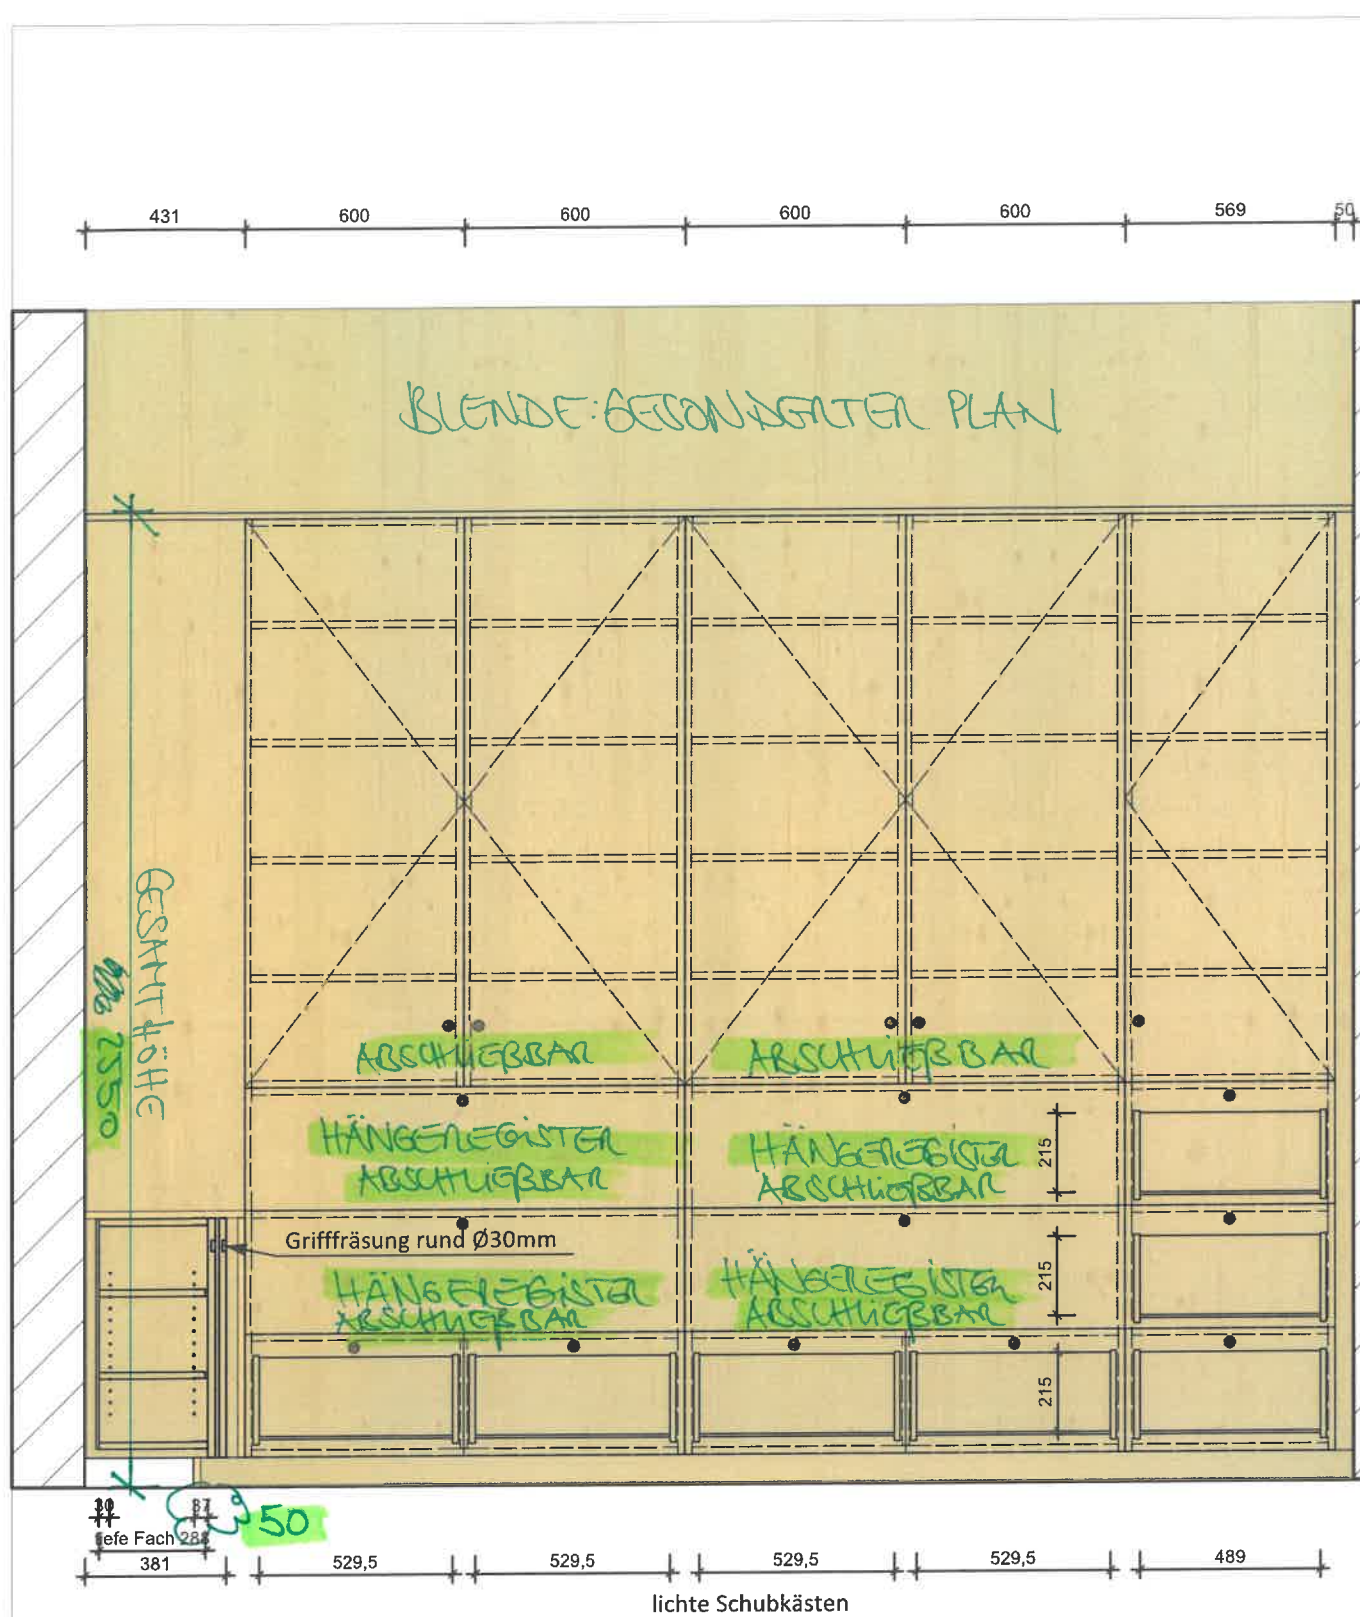 431 600 600 600 600 569 50
BLENDE: GESONDERTER PLAN
GESAMTHÖHE
2550
ABSCHLIEßBAR ABSCHLIEßBAR
HÄNGEREGISTER
ABSCHLIEßBAR
HÄNGEREGISTER
ABSCHLIEßBAR
215
Grifffräsung rund Ø30mm
HÄNGEREGISTER
ABSCHLIEßBAR
HÄNGEREGISTER
ABSCHLIEßBAR
215
215
50
efe Fach
381 529,5 529,5 529,5 529,5 489
lichte Schubkästen